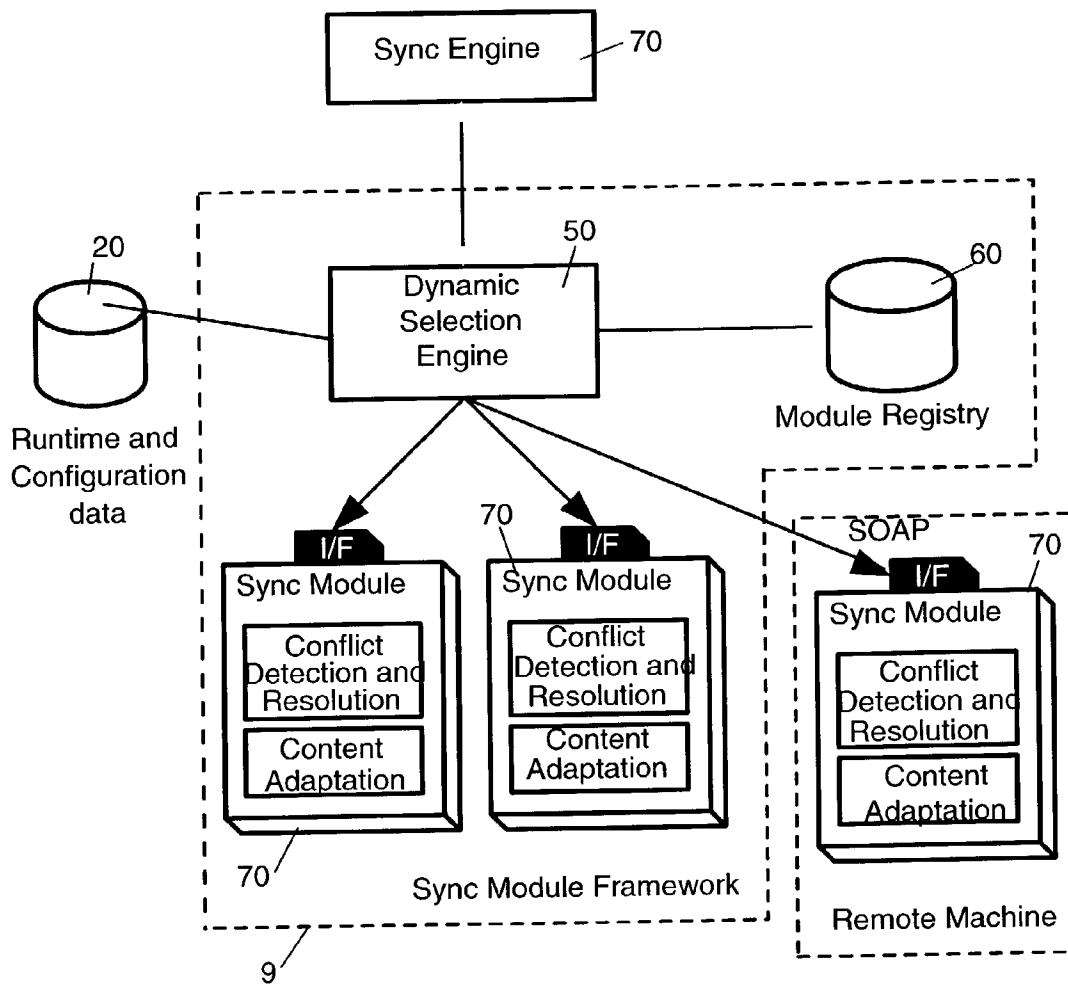 Sync Engine
70
50
20
60
Dynamic
Selection
Engine
Module Registry
Runtime and
Configuration
data
I/F
70
Sync Module
Conflict
Detection and
Resolution
Content
Adaptation
70
I/F
Sync Module
Conflict
Detection and
Resolution
Content
Adaptation
SOAP
70
I/F
Sync Module
Conflict
Detection and
Resolution
Content
Adaptation
Sync Module Framework
Remote Machine
9